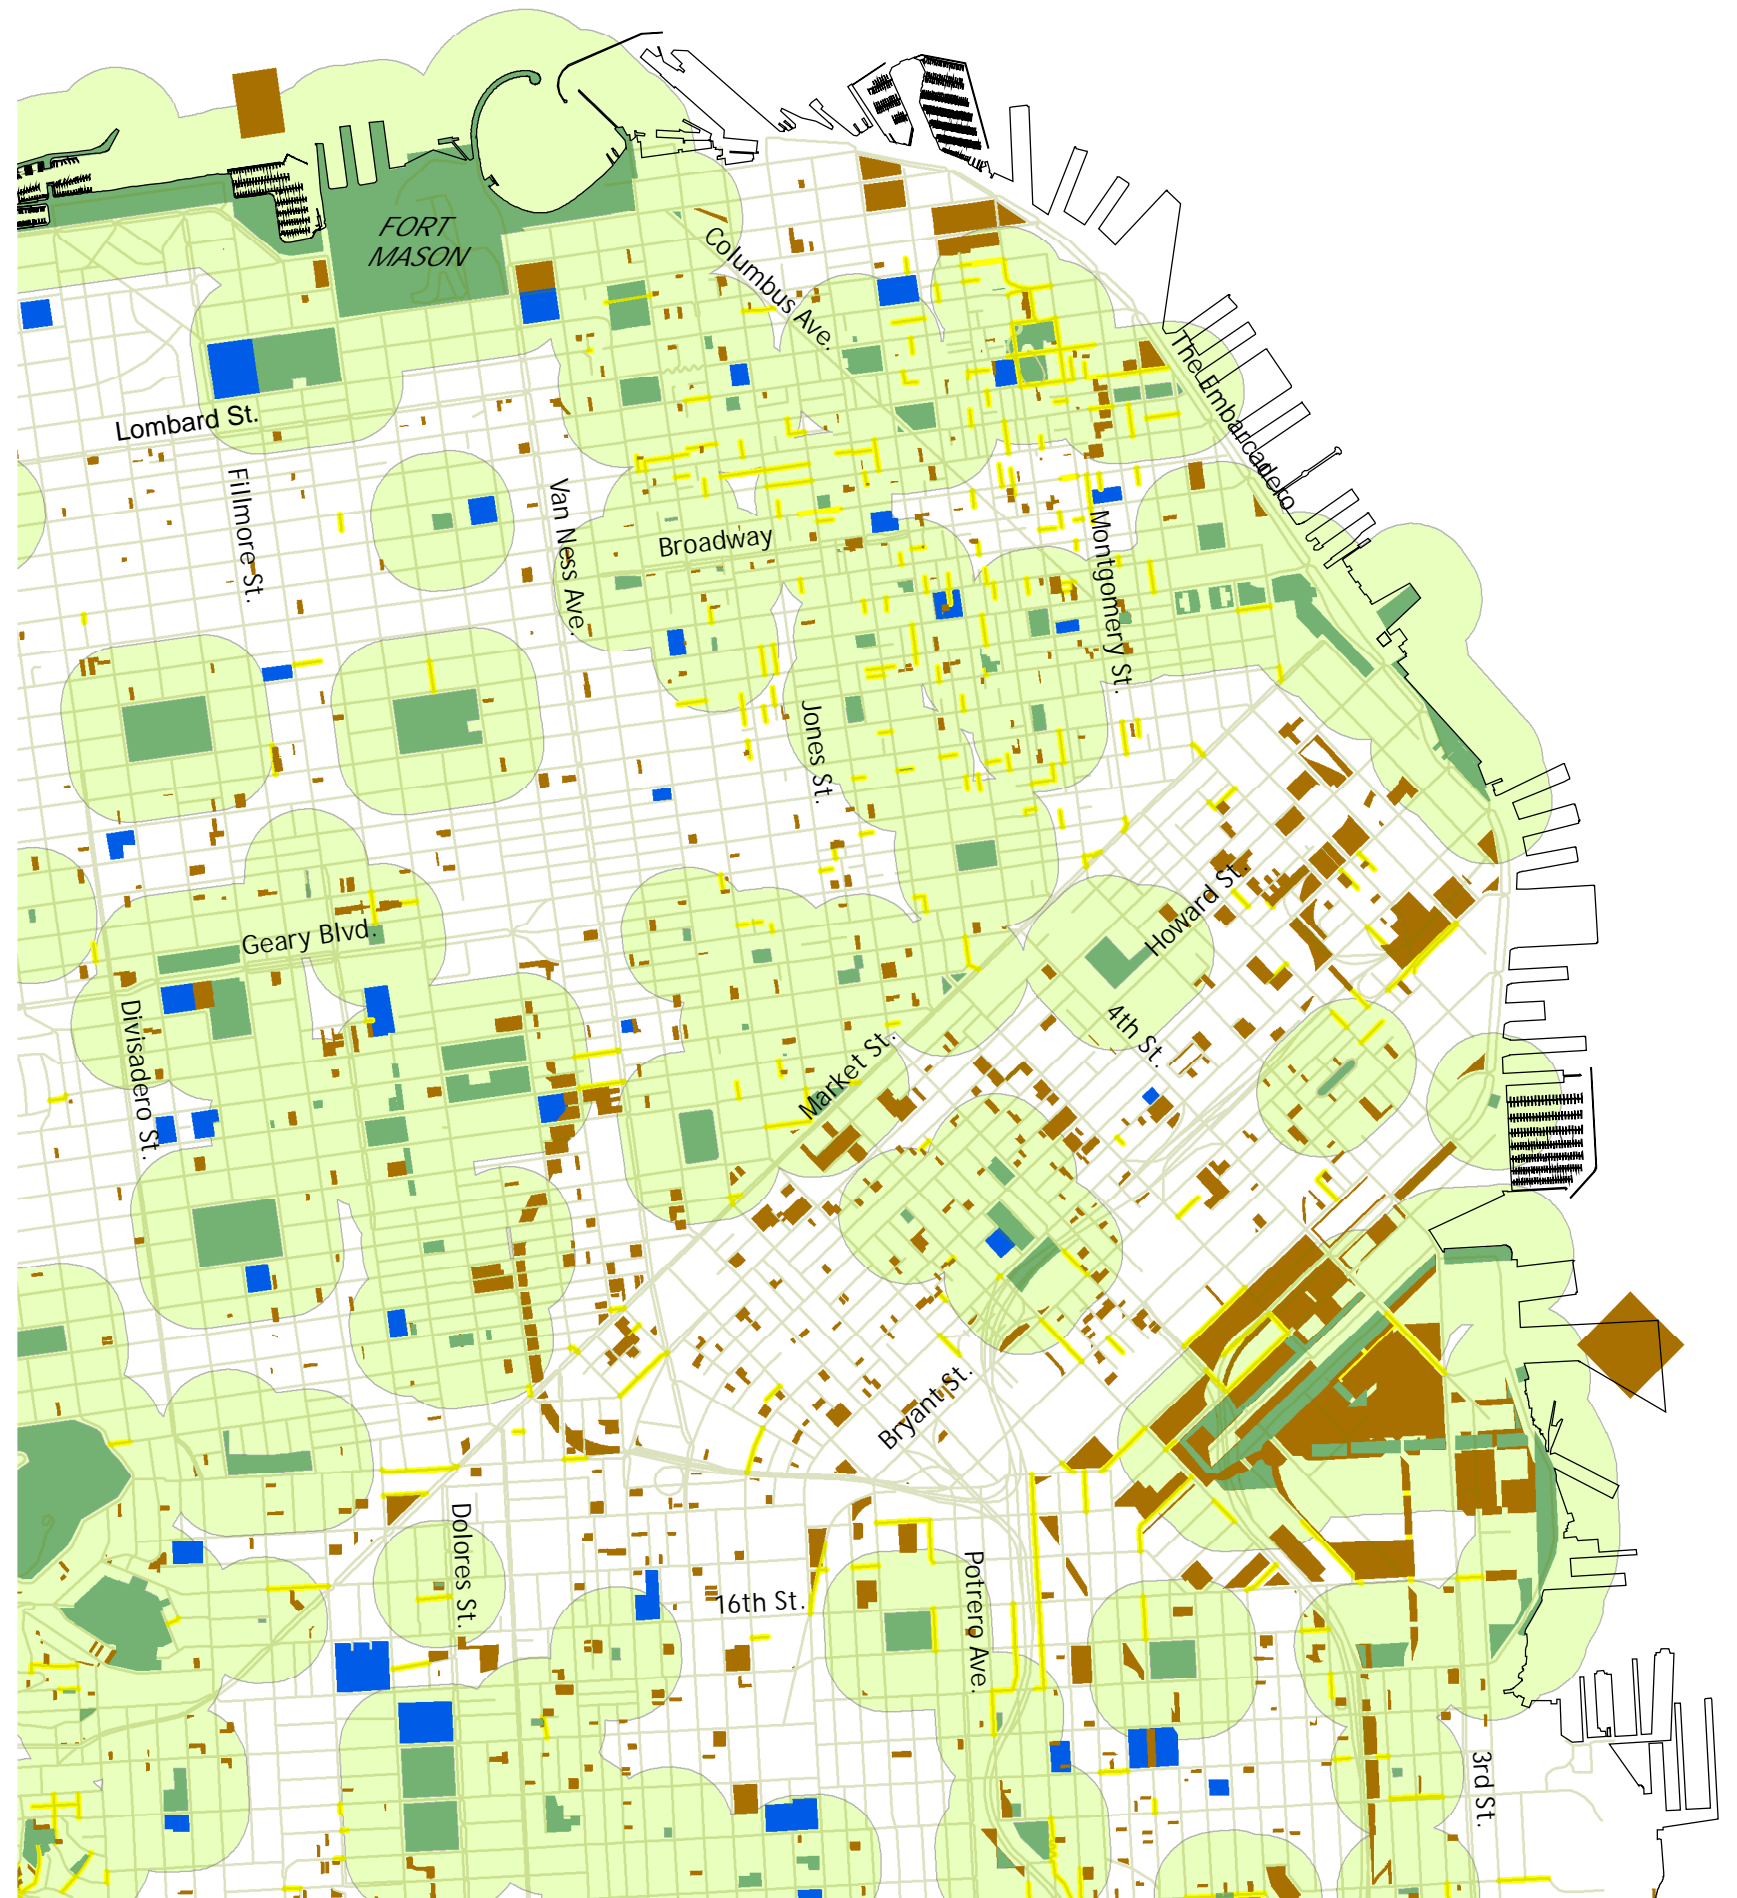 FORT
MASON
Columbus Ave.
The Embarcadero
Lombard St.
Fillmore St.
Van Ness Ave.
Broadway
Montgomery St.
Jones St.
Howard St.
Geary Blvd.
Divisadero St.
4th St.
Market St.
Bryant St.
Dolores St.
16th St.
Potrero Ave.
3rd St.